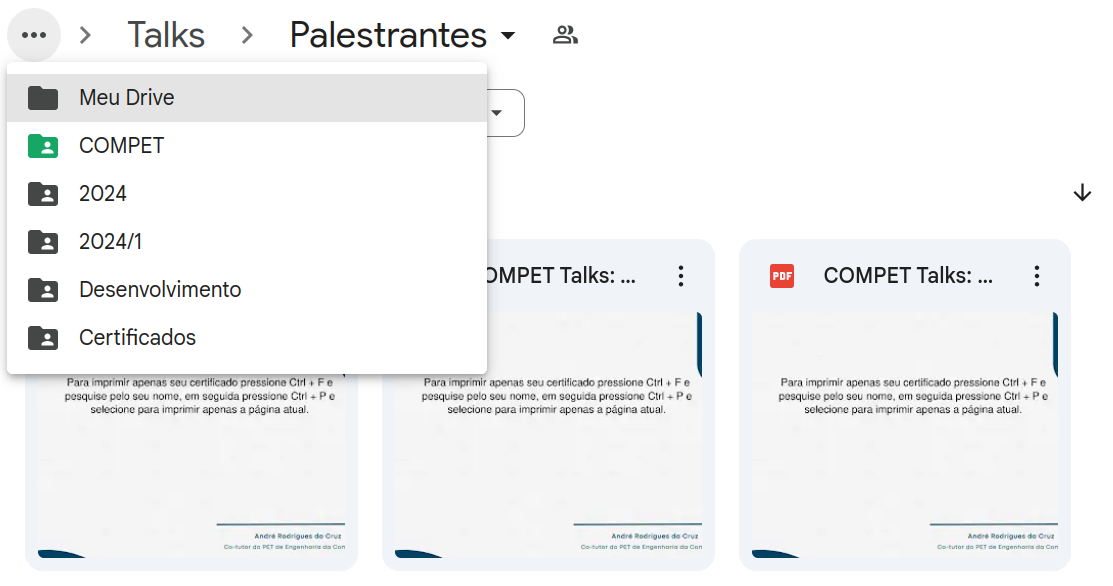 Talks
Palestrantes
Meu Drive
COMPET
2024
2024/1
Desenvolvimento
Certificados
OMPET Talks: ...
PDF
COMPET Talks: ...
Para imprimir apenas seu certificado pressione Ctrl + F e
pesquise pelo seu nome, em seguida pressione Ctrl + P e
selecione para imprimir apenas a página atual.
André Rodrigues da Cruz
Co-tutor do PET de Engenharia da Com
Para imprimir apenas seu certificado pressione Ctrl + F e
pesquise pelo seu nome, em seguida pressione Ctrl + P e
selecione para imprimir apenas a página atual.
André Rodrigues da Cruz
Co-tutor do PET de Engenharia da Com
Para imprimir apenas seu certificado pressione Ctrl + F e
pesquise pelo seu nome, em seguida pressione Ctrl + P e
selecione para imprimir apenas a página atual.
André Rodrigues da Cruz
Co-tutor do PET de Engenharia da Com